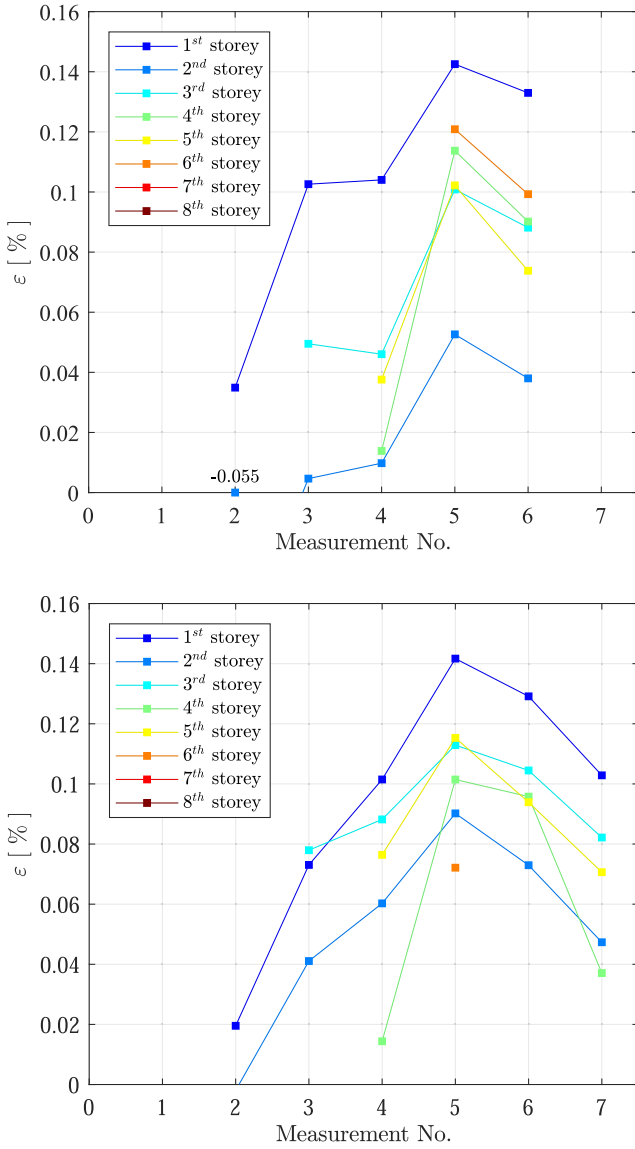 0.16
0.14
0.12
0.1
0.08
0.06
0.04
0.02
0
ε [ % ]
1st storey
2nd storey
3rd storey
4th storey
5th storey
6th storey
7th storey
8th storey
-0.055
0 1 2 3 4 5 6 7
Measurement No.
0.16
0.14
0.12
0.1
0.08
0.06
0.04
0.02
0
ε [ % ]
1st storey
2nd storey
3rd storey
4th storey
5th storey
6th storey
7th storey
8th storey
0 1 2 3 4 5 6 7
Measurement No.